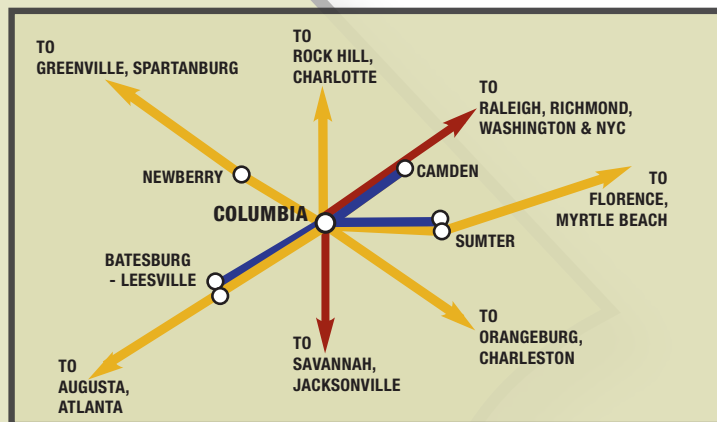 TO
GREENVILLE, SPARTANBURG
TO
ROCK HILL,
CHARLOTTE
TO
RALEIGH, RICHMOND,
WASHINGTON & NYC
NEWBERRY
CAMDEN
TO
FLORENCE,
MYRTLE BEACH
COLUMBIA
SUMTER
BATESBURG
- LEESVILLE
TO
ORANGEBURG,
CHARLESTON
TO
SAVANNAH,
JACKSONVILLE
TO
AUGUSTA,
ATLANTA